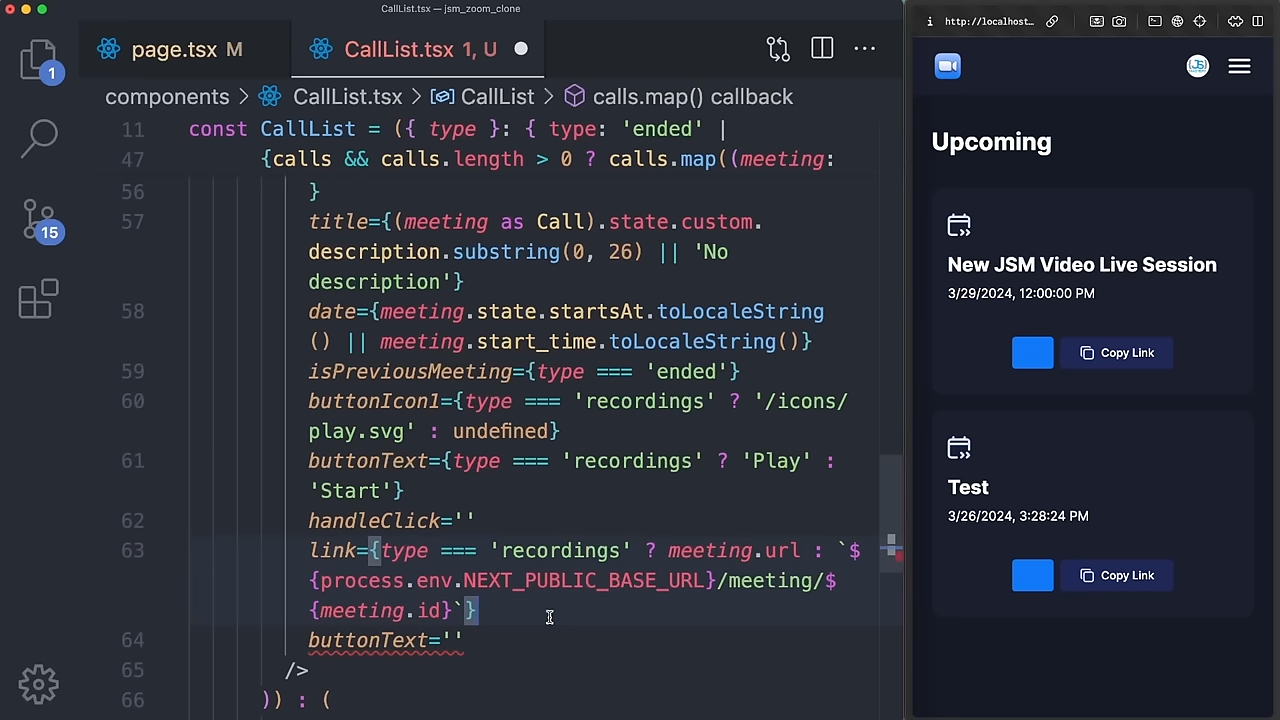 CallList.tsx — jsm_zoom_clone
page.tsx M
CallList.tsx 1, U
components > CallList.tsx > CallList > calls.map() callback
11 const CallList = ({ type }: { type: 'ended' |
47 {calls && calls.length > 0 ? calls.map((meeting:
56 }
57 title={(meeting as Call).state.custom.
description.substring(0, 26) || 'No
description'}
58 date={meeting.state.startsAt.toLocaleString
() || meeting.start_time.toLocaleString()}
59 isPreviousMeeting={type === 'ended'}
60 buttonIcon1={type === 'recordings' ? '/icons/
play.svg' : undefined}
61 buttonText={type === 'recordings' ? 'Play' :
'Start'}
62 handleClick=''
63 link={type === 'recordings' ? meeting.url : `$
{process.env.NEXT_PUBLIC_BASE_URL}/meeting/$
{meeting.id}`}
64 buttonText=''
65 />
66 )) : (
1
15
http://localhost...
JS
Upcoming
New JSM Video Live Session
3/29/2024, 12:00:00 PM
Copy Link
Test
3/26/2024, 3:28:24 PM
Copy Link